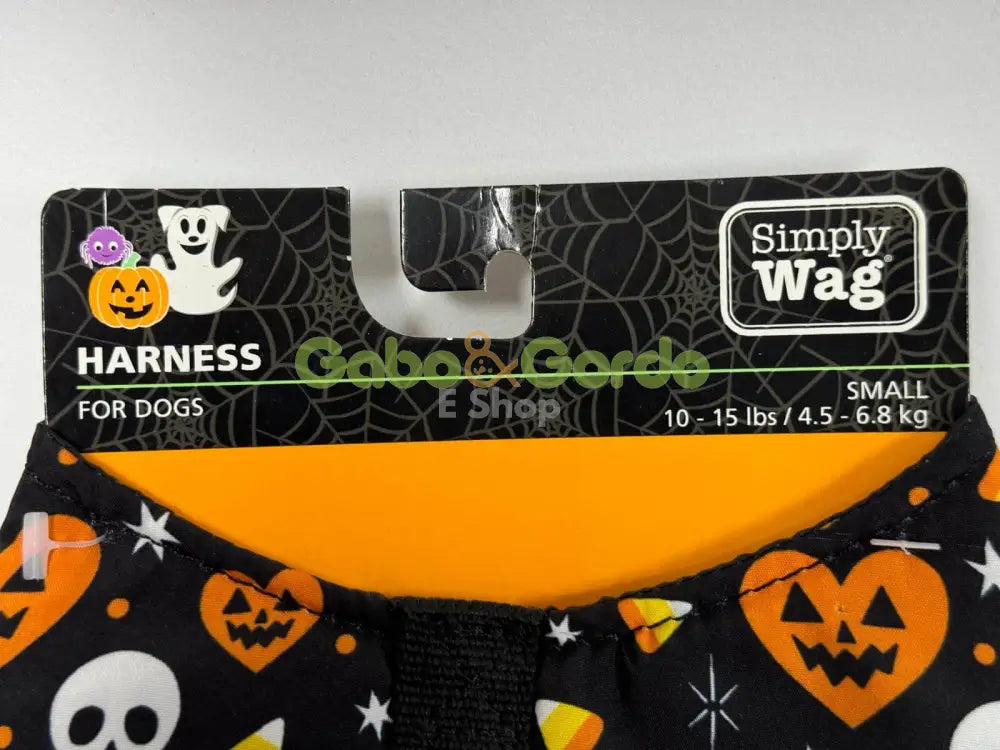 Simply
Wag®
HARNESS
Gabo&Gordo
E Shop
FOR DOGS
SMALL
10 - 15 lbs / 4.5 - 6.8 kg